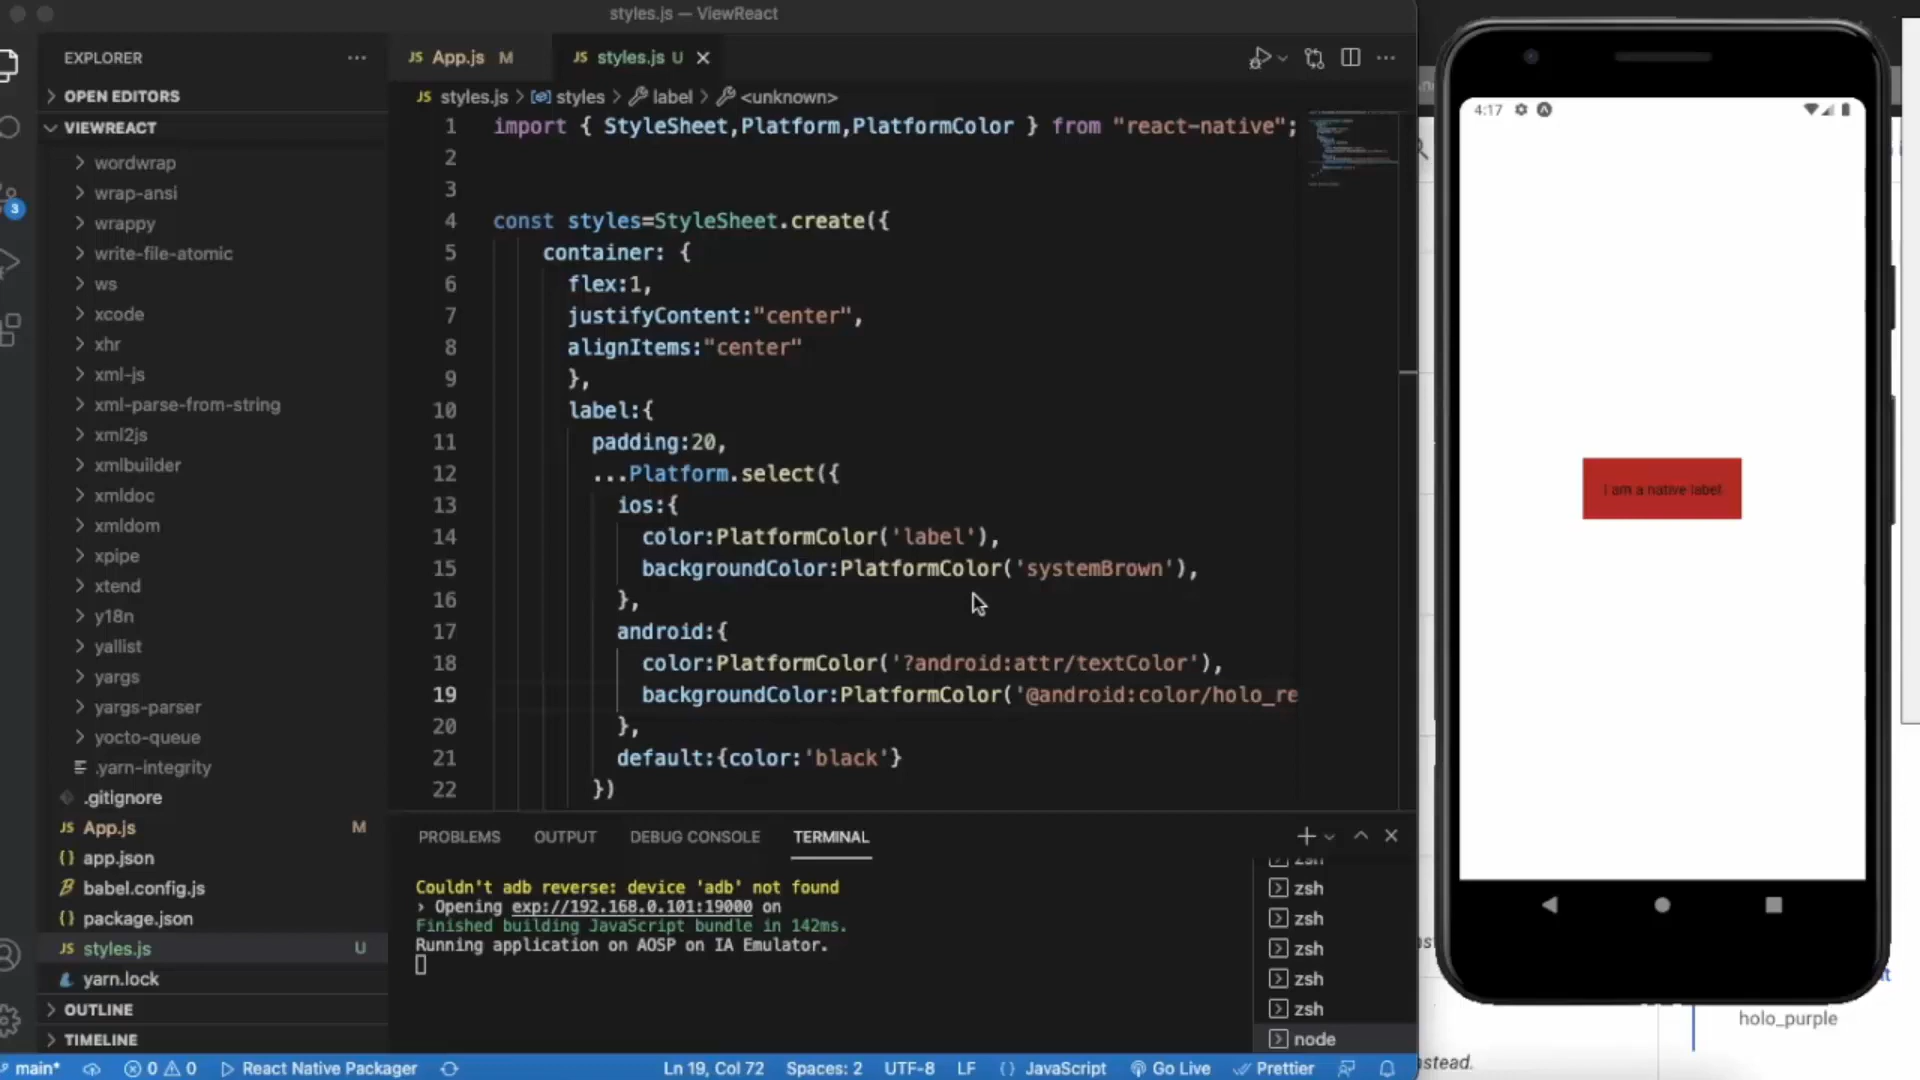 styles.js — ViewReact
EXPLORER
OPEN EDITORS
VIEWREACT
wordwrap
wrap-ansi
wrappy
write-file-atomic
ws
xcode
xhr
xml-js
xml-parse-from-string
xml2js
xmlbuilder
xmldoc
xmldom
xpipe
xtend
y18n
yallist
yargs
yargs-parser
yocto-queue
.yarn-integrity
.gitignore
JS App.js M
{} app.json
babel.config.js
{} package.json
JS styles.js U
yarn.lock
OUTLINE
TIMELINE
3
JS App.js M
JS styles.js U
JS styles.js > styles > label > <unknown>
1 import { StyleSheet,Platform,PlatformColor } from "react-native";
2
3
4 const styles=StyleSheet.create({
5 container: {
6 flex:1,
7 justifyContent:"center",
8 alignItems:"center"
9 },
10 label:{
11 padding:20,
12 ...Platform.select({
13 ios:{
14 color:PlatformColor('label'),
15 backgroundColor:PlatformColor('systemBrown'),
16 },
17 android:{
18 color:PlatformColor('?android:attr/textColor'),
19 backgroundColor:PlatformColor('@android:color/holo_re
20 },
21 default:{color:'black'}
22 })
PROBLEMS OUTPUT DEBUG CONSOLE TERMINAL
Couldn't adb reverse: device 'adb' not found
› Opening exp://192.168.0.101:19000 on
Finished building JavaScript bundle in 142ms.
Running application on AOSP on IA Emulator.
zsh
zsh
zsh
zsh
zsh
zsh
node
main* 0 0 React Native Packager Ln 19, Col 72 Spaces: 2 UTF-8 LF {} JavaScript Go Live Prettier
4:17
I am a native label
holo_purple
nstead.